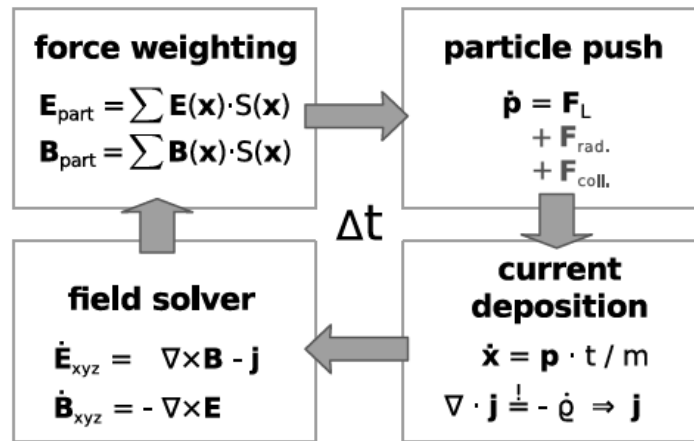 force weighting
E_part = ∑ E(x)·S(x)
B_part = ∑ B(x)·S(x)
particle push
ṗ = F_L
+ F_rad.
+ F_coll.
Δt
field solver
Ė_xyz = ∇×B - j
Ḃ_xyz = - ∇×E
current
deposition
ẋ = p · t / m
∇ · j ≟ - ϱ̇ ⇒ j